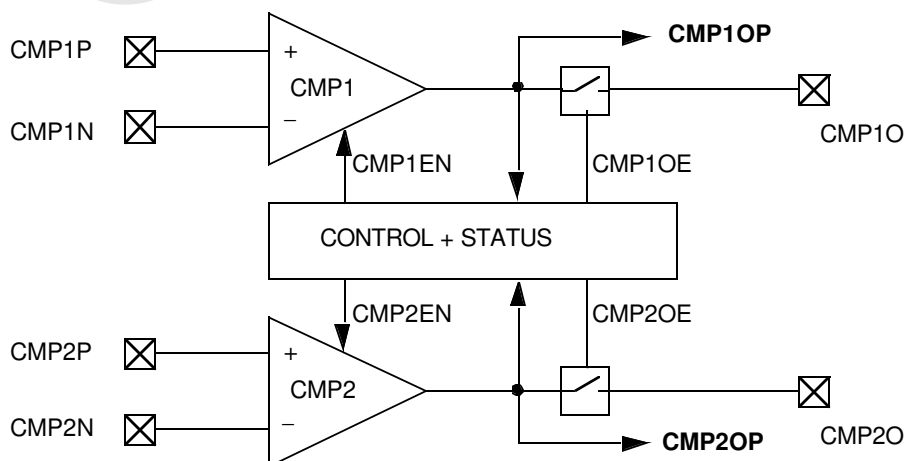 CMP1P
+
CMP1
CMP1OP
CMP1N
−
CMP1O
CMP1EN
CMP1OE
CONTROL + STATUS
CMP2EN
CMP2OE
CMP2P
+
CMP2
CMP2N
−
CMP2O
CMP2OP